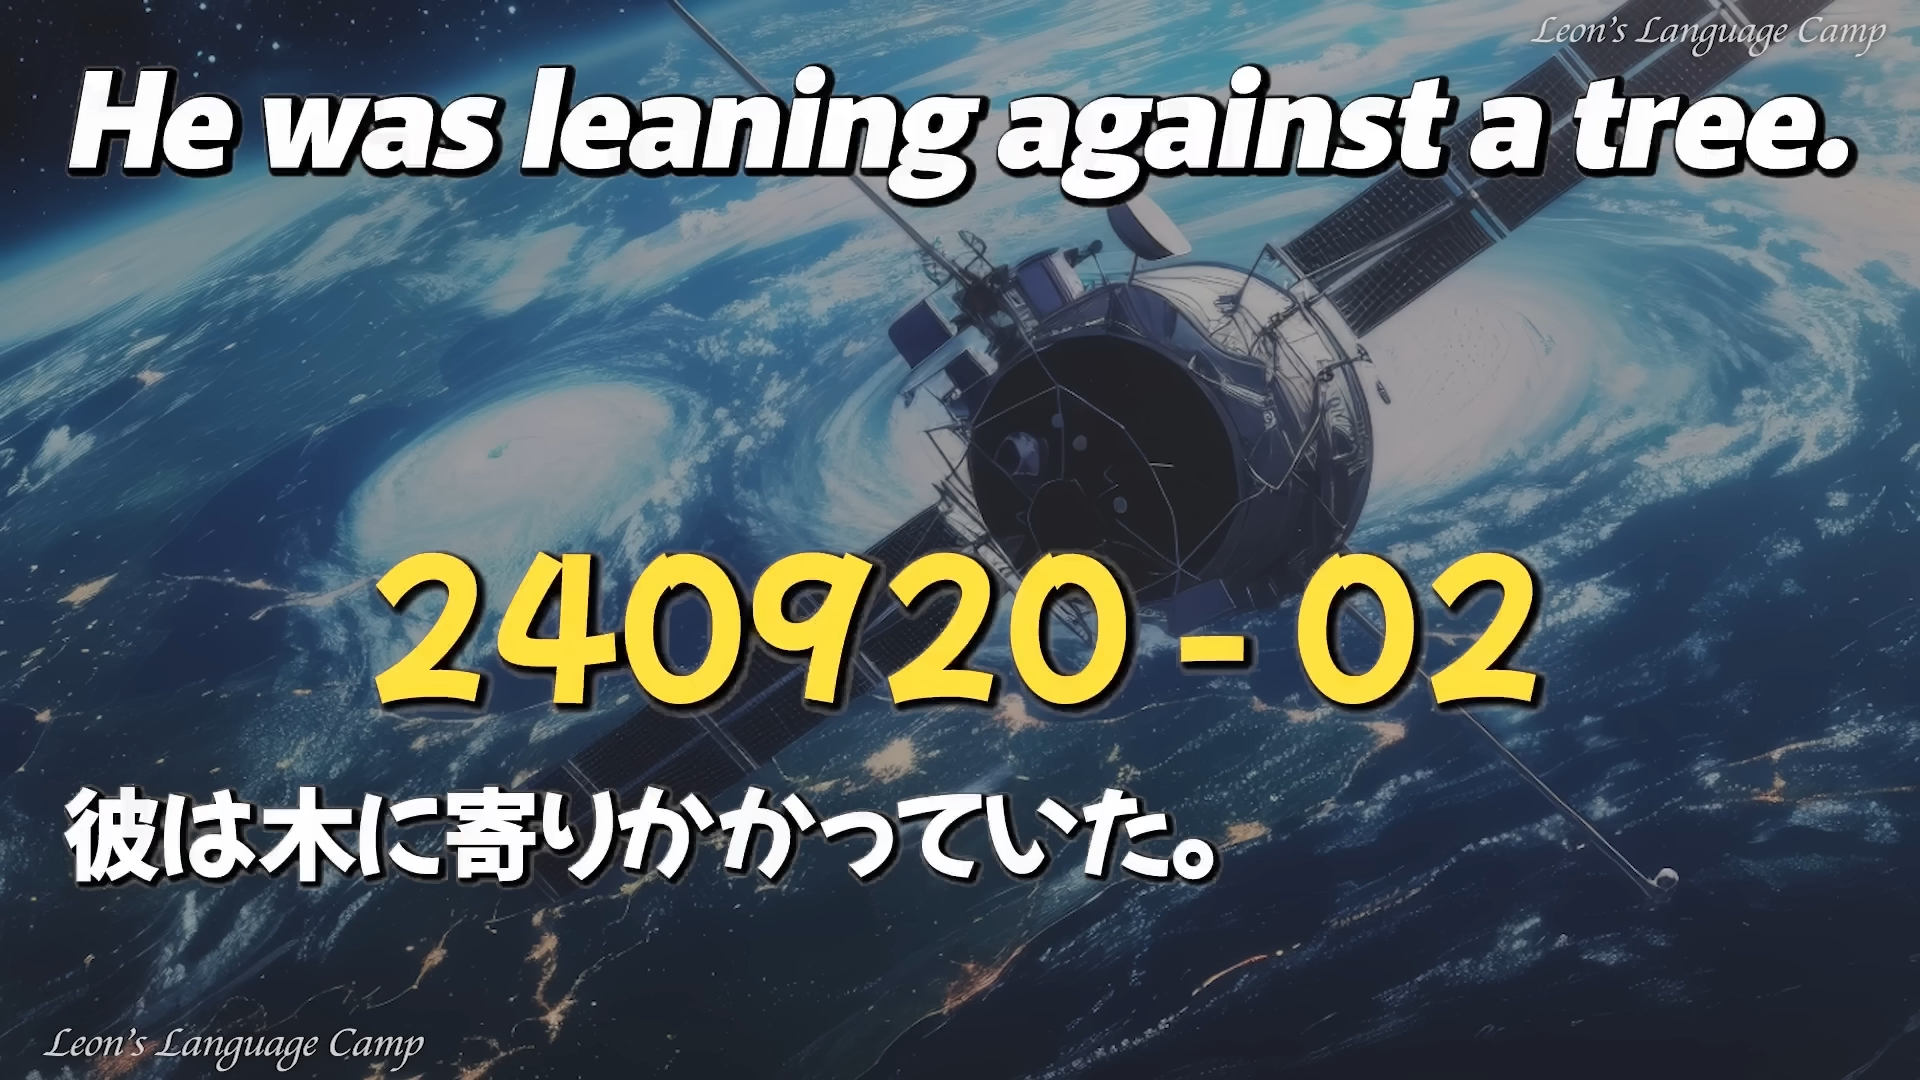 Leon's Language Camp
He was leaning against a tree.
240920-02
彼は木に寄りかかっていた。
Leon's Language Camp